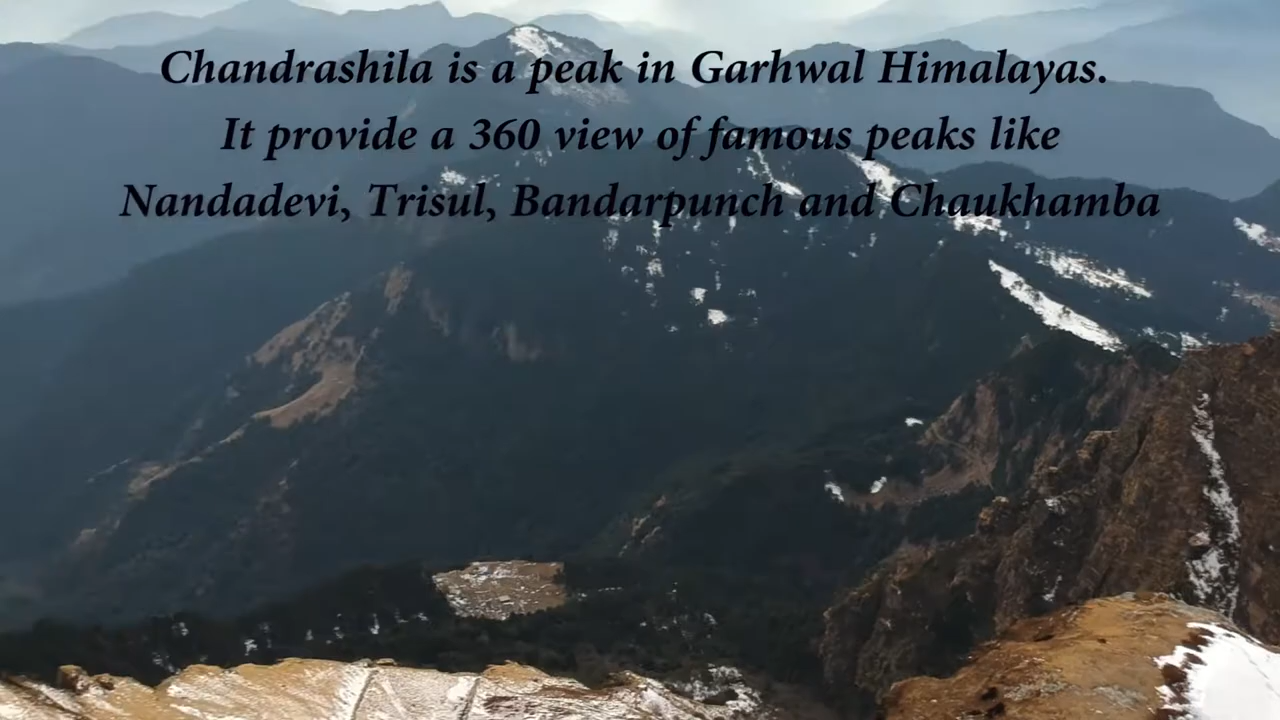 Chandrashila is a peak in Garhwal Himalayas.
It provide a 360 view of famous peaks like
Nandadevi, Trisul, Bandarpunch and Chaukhamba